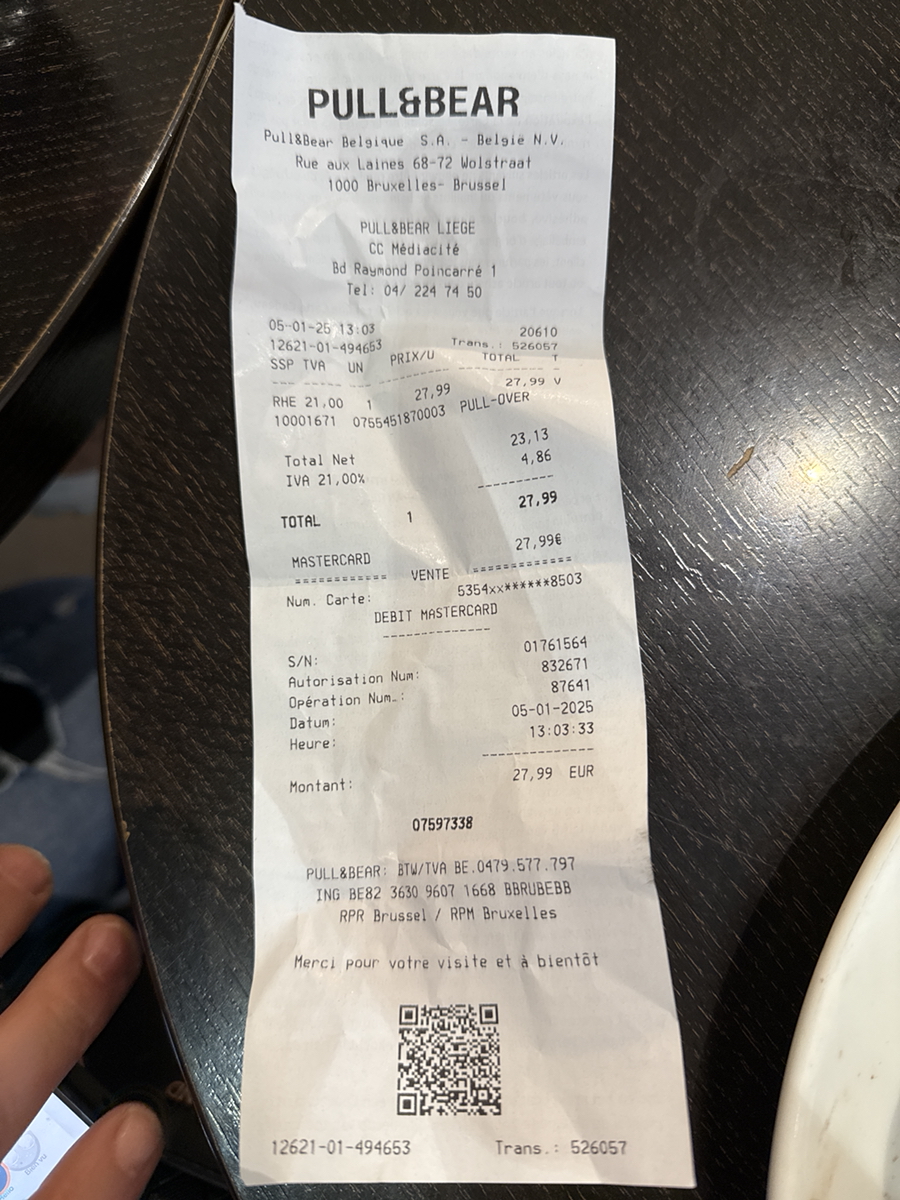 PULL&BEAR
Pull&Bear Belgique S.A. - Belgie N.V.
Rue aux Laines 68-72 Wolstraat
1000 Bruxelles- Brussel
PULL&BEAR LIEGE
CC Médiacité
Bd Raymond Poincarré 1
Tel: 04/ 224 74 50
05-01-25 13:03 20610
12621-01-494653 Trans.: 526057
SSP TVA UN PRIX/U TOTAL T
RHE 21,00 1 27,99 27,99 V
10001671 0755451870003 PULL-OVER
Total Net 23,13
IVA 21,00% 4,86
TOTAL 1 27,99
MASTERCARD 27,99€
============ VENTE ============
Num. Carte: 5354xx******8503
DEBIT MASTERCARD
--------------
S/N: 01761564
Autorisation Num: 832671
Opération Num.: 87641
Datum: 05-01-2025
Heure: 13:03:33
--------------
Montant: 27,99 EUR
07597338
PULL&BEAR: BTW/TVA BE.0479.577.797
ING BE82 3630 9607 1668 BBRUBEBB
RPR Brussel / RPM Bruxelles
Merci pour votre visite et à bientôt
12621-01-494653 Trans.: 526057